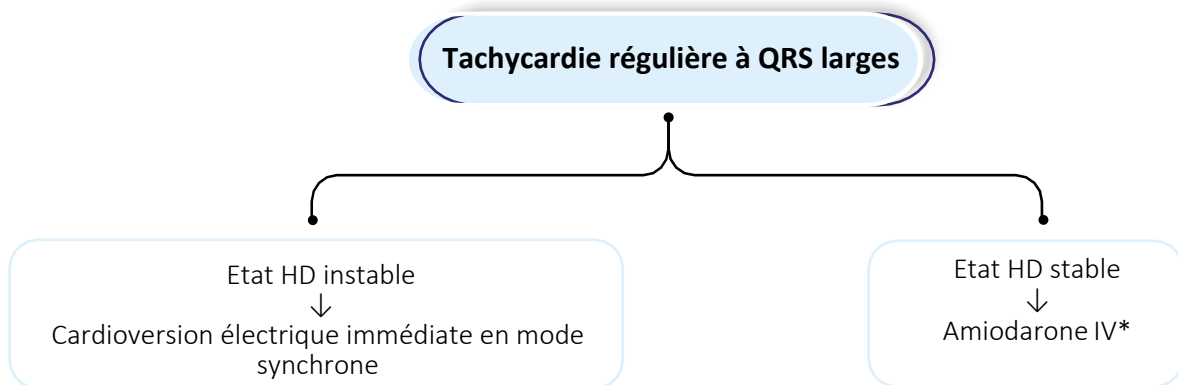 Tachycardie régulière à QRS larges
Etat HD instable
↓
Cardioversion électrique immédiate en mode
synchrone
Etat HD stable
↓
Amiodarone IV*